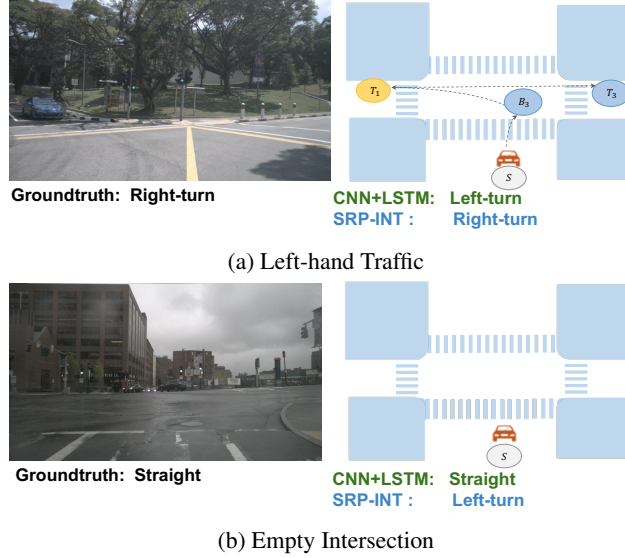 T₁
B₃
T₃
S
Groundtruth: Right-turn
CNN+LSTM: Left-turn
SRP-INT : Right-turn
(a) Left-hand Traffic
S
Groundtruth: Straight
CNN+LSTM: Straight
SRP-INT : Left-turn
(b) Empty Intersection